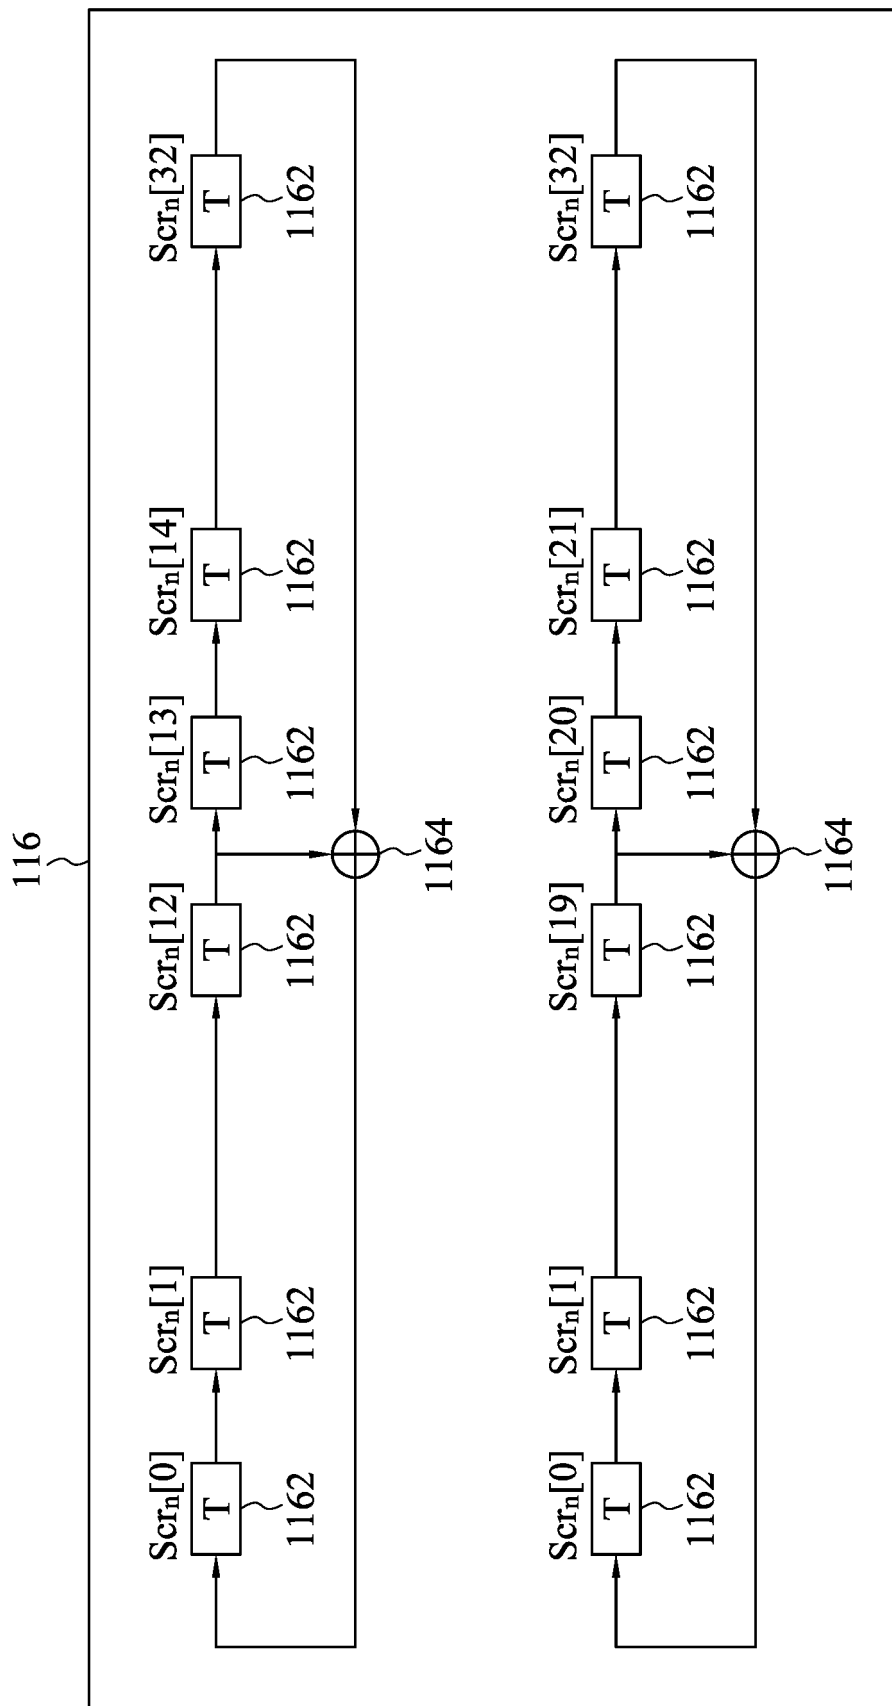 116
Scrn[0] Scrn[1] Scrn[12] Scrn[13] Scrn[14] Scrn[32]
T T T T T T
1162 1162 1162 1162 1162 1162
1164
Scrn[0] Scrn[1] Scrn[19] Scrn[20] Scrn[21] Scrn[32]
T T T T T T
1162 1162 1162 1162 1162 1162
1164